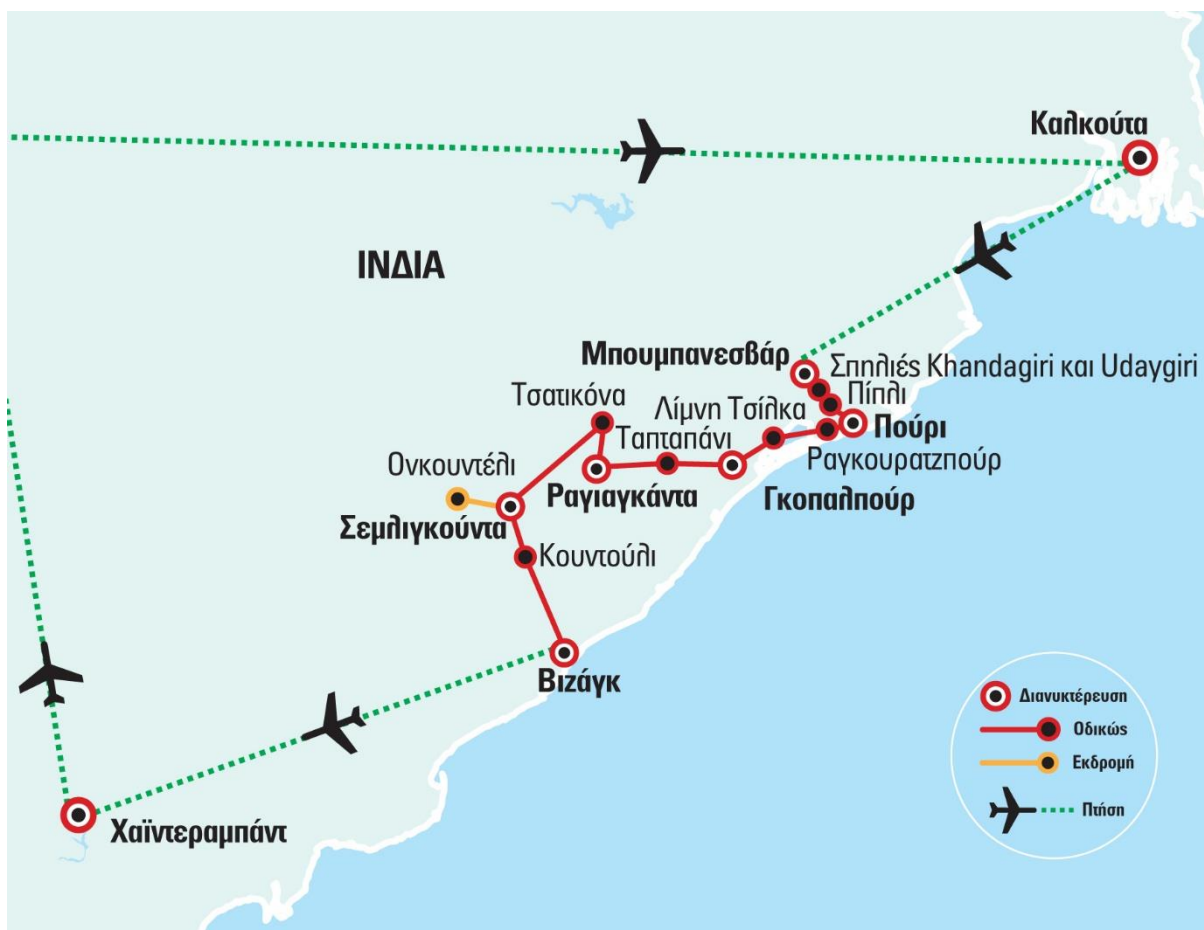 Καλκούτα
ΙΝΔΙΑ
Μπουμπανεσβάρ
Σπηλιές Khandagiri και Udaygiri
Πίπλι
Τσατικόνα
Λίμνη Τσίλκα
Πούρι
Ταπταπάνι
Ραγκουρατζπούρ
Ονκουντέλι
Ραγιαγκάντα
Γκοπαλπούρ
Σεμλιγκούντα
Κουντούλι
Βιζάγκ
Διανυκτέρευση
Οδικώς
Εκδρομή
Πτήση
Χαϊντεραμπάντ